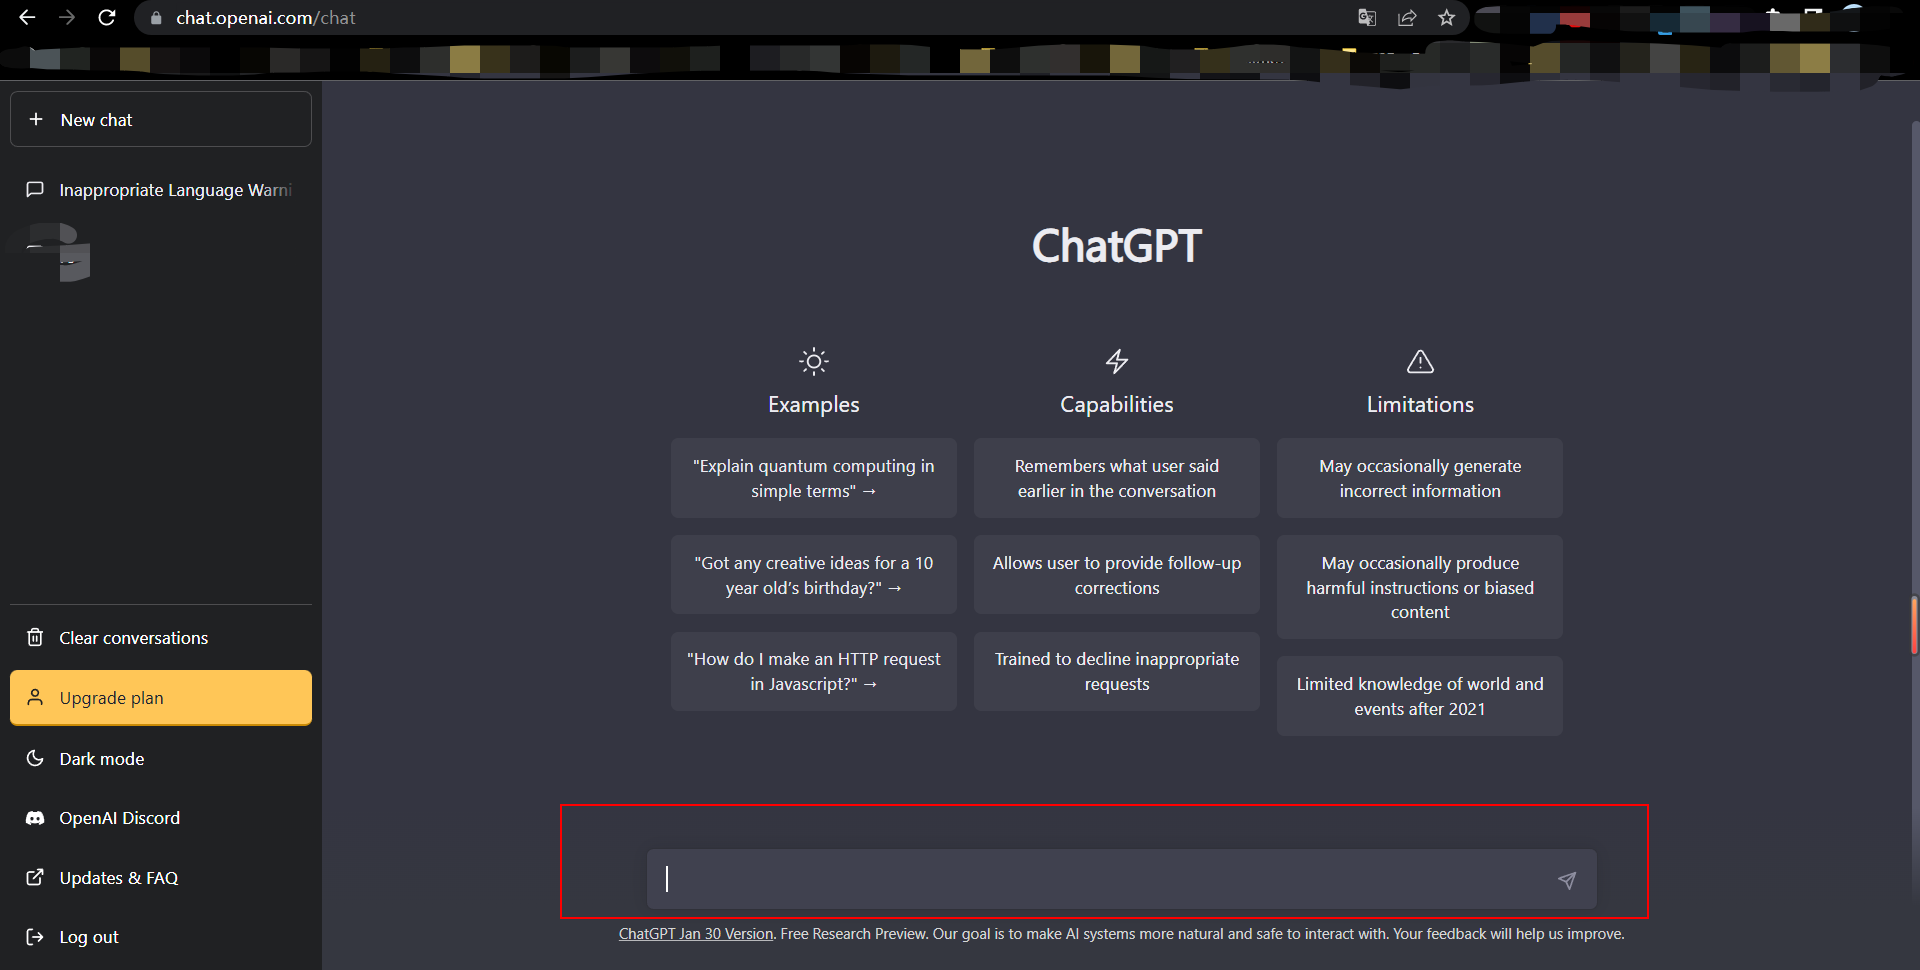 chat.openai.com/chat
New chat
Inappropriate Language Warni
Clear conversations
Upgrade plan
Dark mode
OpenAI Discord
Updates & FAQ
Log out
ChatGPT
Examples
"Explain quantum computing in
simple terms" →
"Got any creative ideas for a 10
year old's birthday?" →
"How do I make an HTTP request
in Javascript?" →
Capabilities
Remembers what user said
earlier in the conversation
Allows user to provide follow-up
corrections
Trained to decline inappropriate
requests
Limitations
May occasionally generate
incorrect information
May occasionally produce
harmful instructions or biased
content
Limited knowledge of world and
events after 2021
ChatGPT Jan 30 Version. Free Research Preview. Our goal is to make AI systems more natural and safe to interact with. Your feedback will help us improve.